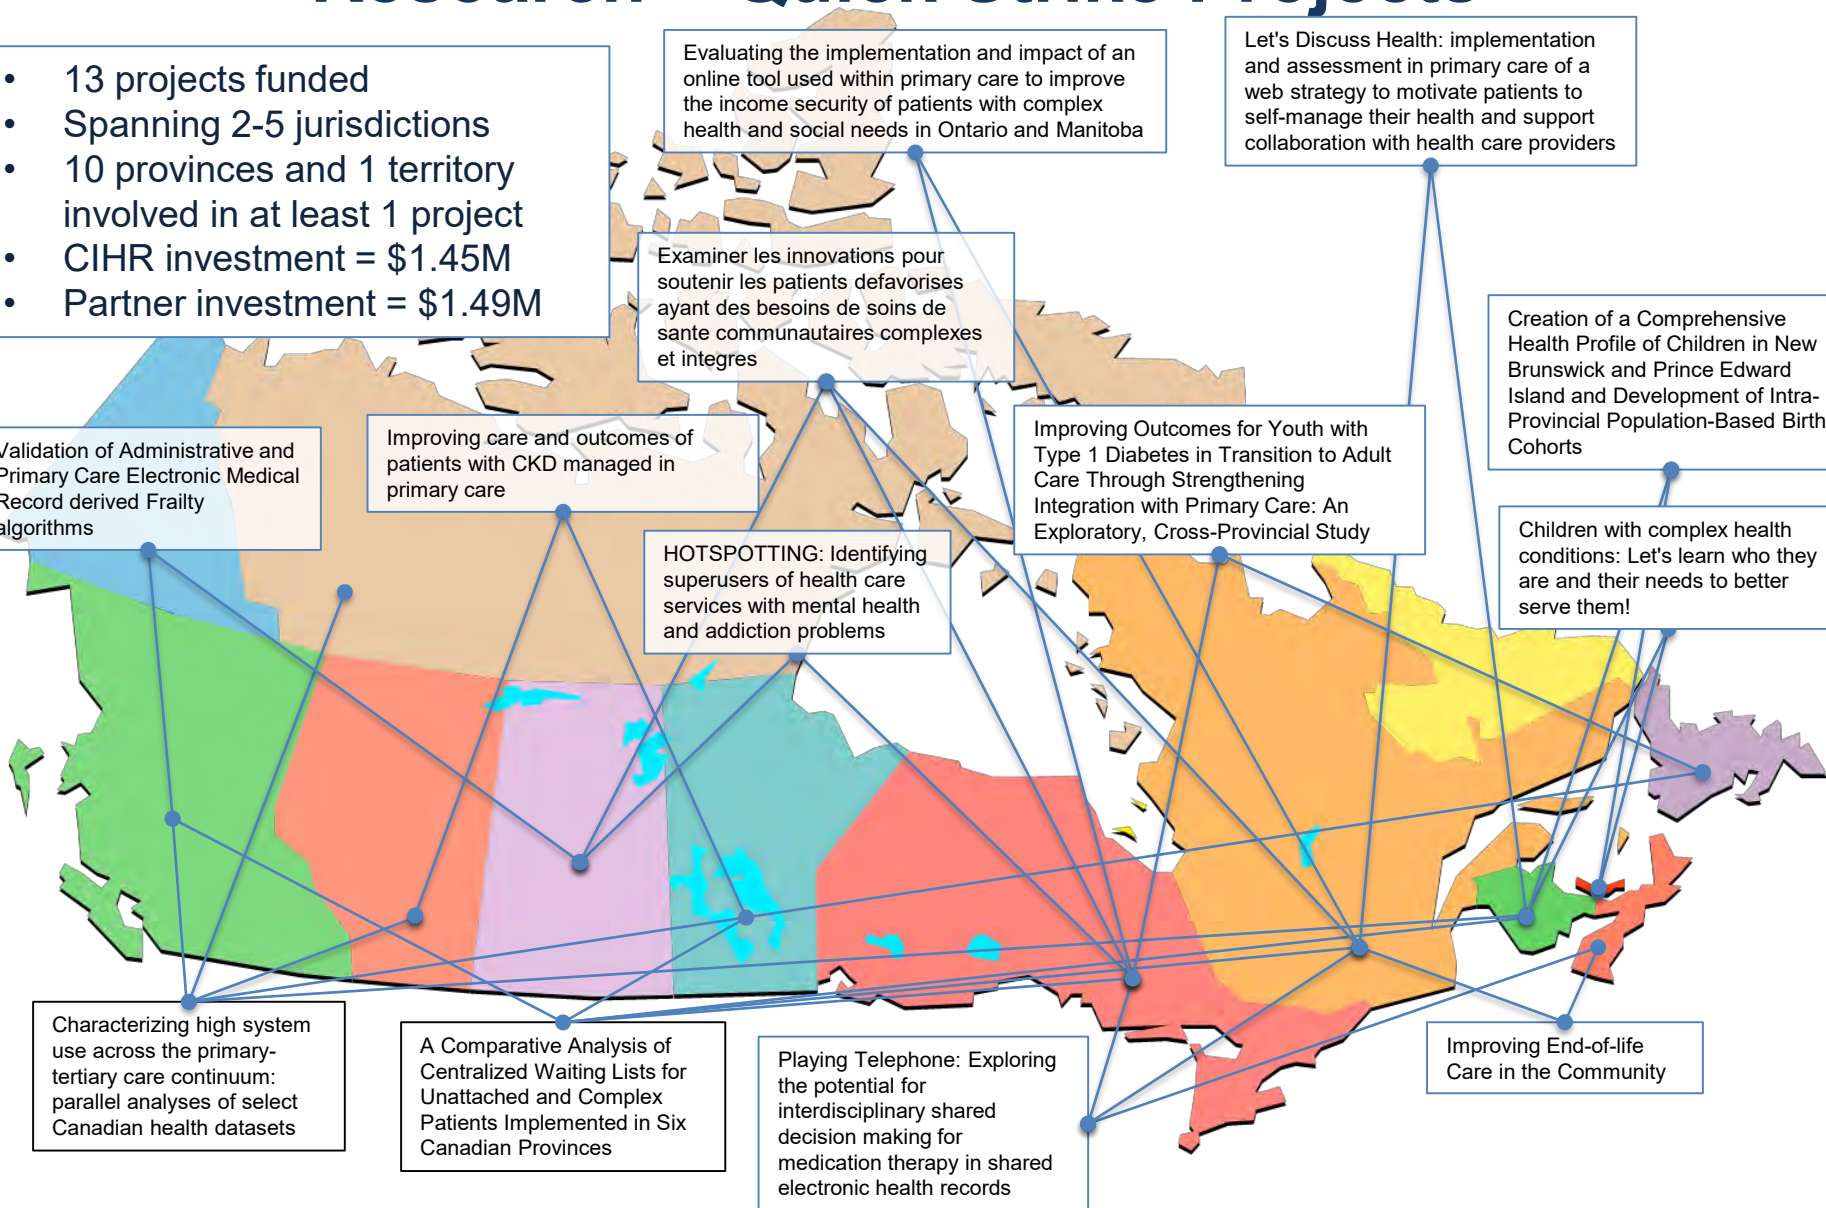 Research – Quick Strike Projects
• 13 projects funded
• Spanning 2-5 jurisdictions
• 10 provinces and 1 territory
involved in at least 1 project
• CIHR investment = $1.45M
• Partner investment = $1.49M
Evaluating the implementation and impact of an
online tool used within primary care to improve
the income security of patients with complex
health and social needs in Ontario and Manitoba
Let's Discuss Health: implementation
and assessment in primary care of a
web strategy to motivate patients to
self-manage their health and support
collaboration with health care providers
Examiner les innovations pour
soutenir les patients defavorises
ayant des besoins de soins de
sante communautaires complexes
et integres
Creation of a Comprehensive
Health Profile of Children in New
Brunswick and Prince Edward
Island and Development of Intra-
Provincial Population-Based Birth
Cohorts
Validation of Administrative and
Primary Care Electronic Medical
Record derived Frailty
algorithms
Improving care and outcomes of
patients with CKD managed in
primary care
Improving Outcomes for Youth with
Type 1 Diabetes in Transition to Adult
Care Through Strengthening
Integration with Primary Care: An
Exploratory, Cross-Provincial Study
HOTSPOTTING: Identifying
superusers of health care
services with mental health
and addiction problems
Children with complex health
conditions: Let's learn who they
are and their needs to better
serve them!
Characterizing high system
use across the primary-
tertiary care continuum:
parallel analyses of select
Canadian health datasets
A Comparative Analysis of
Centralized Waiting Lists for
Unattached and Complex
Patients Implemented in Six
Canadian Provinces
Playing Telephone: Exploring
the potential for
interdisciplinary shared
decision making for
medication therapy in shared
electronic health records
Improving End-of-life
Care in the Community